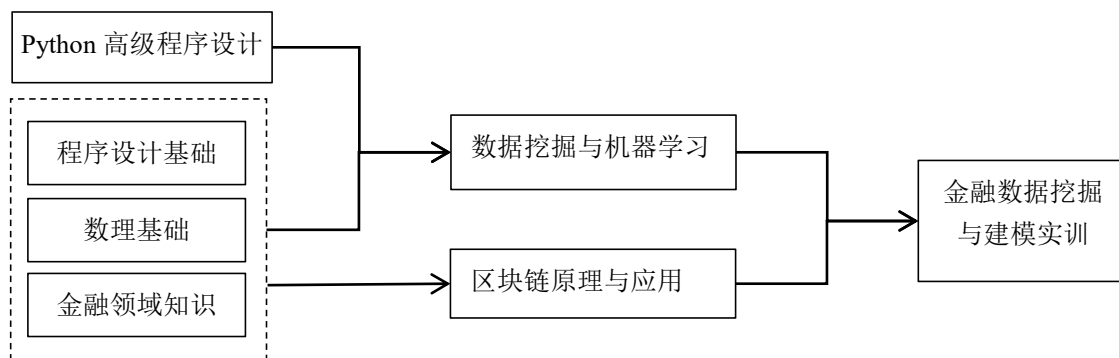 Python 高级程序设计
程序设计基础
数理基础
金融领域知识
数据挖掘与机器学习
区块链原理与应用
金融数据挖掘
与建模实训